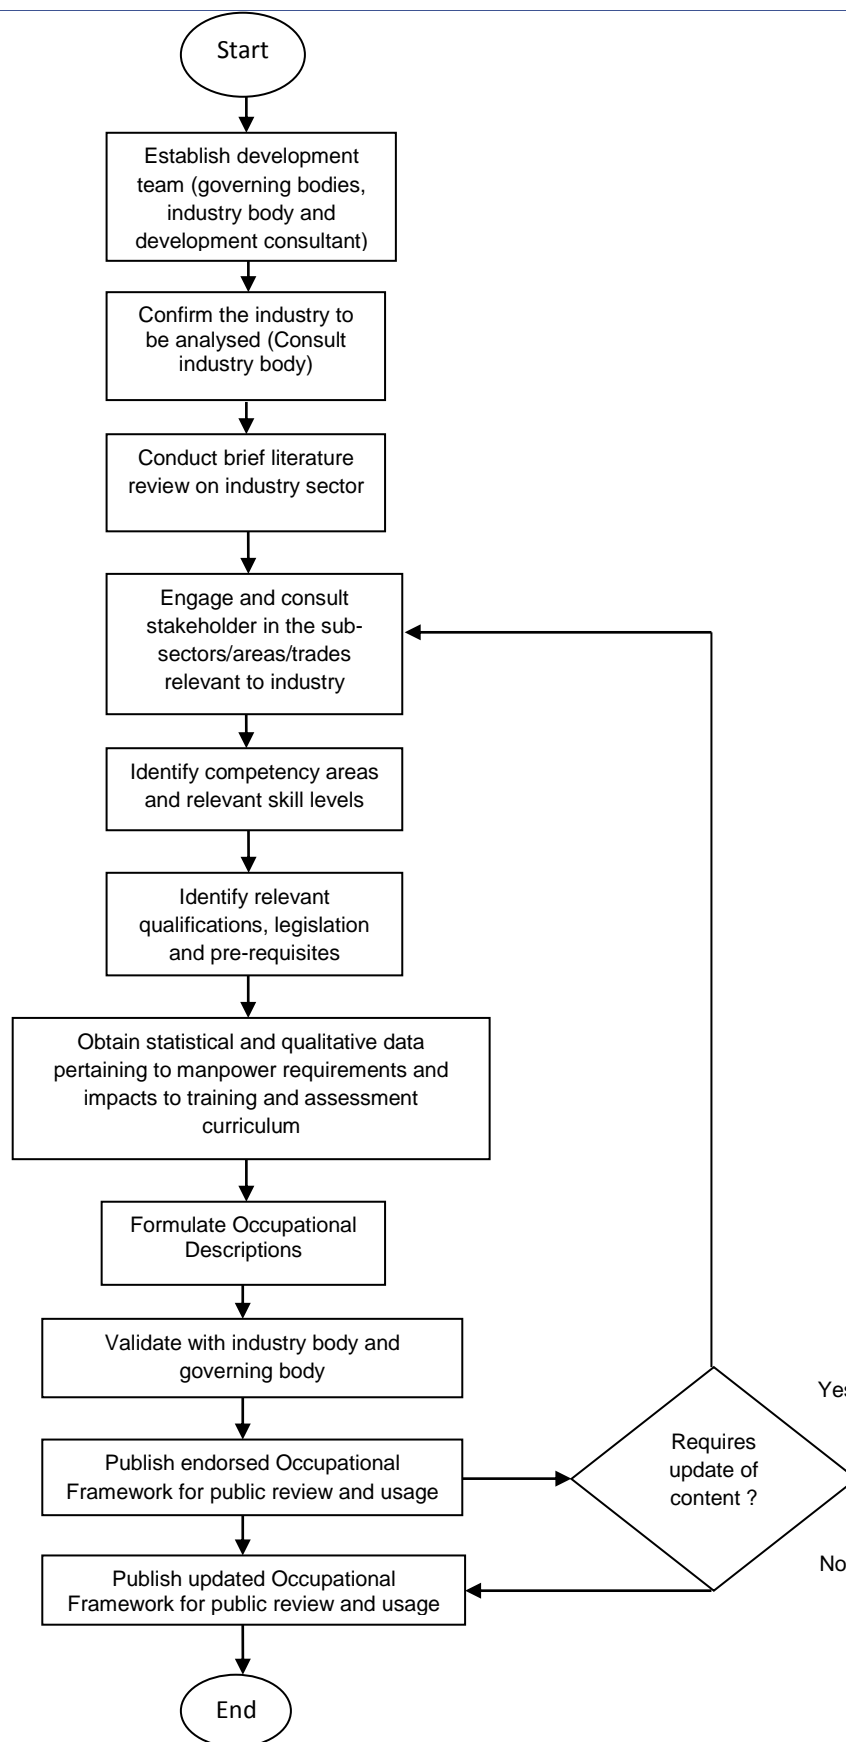 Start
Establish development
team (governing bodies,
industry body and
development consultant)
Confirm the industry to
be analysed (Consult
industry body)
Conduct brief literature
review on industry sector
Engage and consult
stakeholder in the sub-
sectors/areas/trades
relevant to industry
Identify competency areas
and relevant skill levels
Identify relevant
qualifications, legislation
and pre-requisites
Obtain statistical and qualitative data
pertaining to manpower requirements and
impacts to training and assessment
curriculum
Formulate Occupational
Descriptions
Validate with industry body and
governing body
Yes
Publish endorsed Occupational
Framework for public review and usage
Requires
update of
content ?
No
Publish updated Occupational
Framework for public review and usage
End